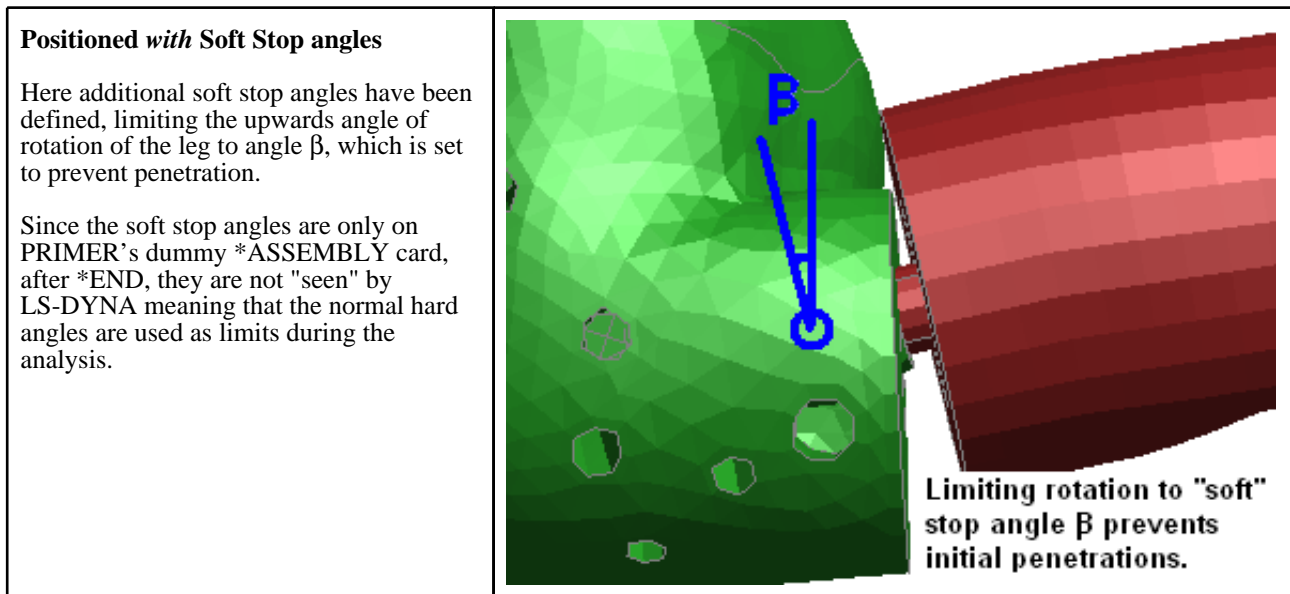 Positioned with Soft Stop angles
Here additional soft stop angles have been
defined, limiting the upwards angle of
rotation of the leg to angle β, which is set
to prevent penetration.
Since the soft stop angles are only on
PRIMER's dummy *ASSEMBLY card,
after *END, they are not "seen" by
LS-DYNA meaning that the normal hard
angles are used as limits during the
analysis.
β
Limiting rotation to "soft"
stop angle β prevents
initial penetrations.